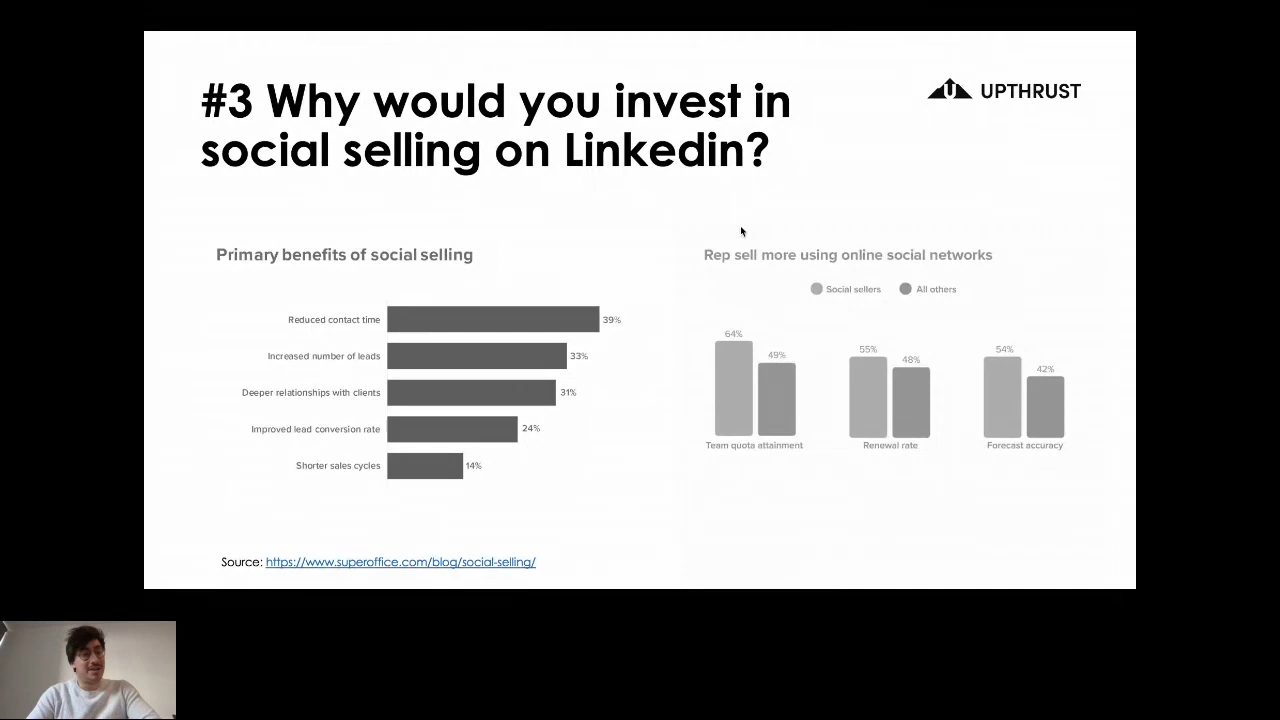 #3 Why would you invest in
social selling on Linkedin?
UPTHRUST
Primary benefits of social selling
Reduced contact time 39%
Increased number of leads 33%
Deeper relationships with clients 31%
Improved lead conversion rate 24%
Shorter sales cycles 14%
Rep sell more using online social networks
Social sellers All others
64% 49% 55% 48% 54% 42%
Team quota attainment Renewal rate Forecast accuracy
Source: https://www.superoffice.com/blog/social-selling/